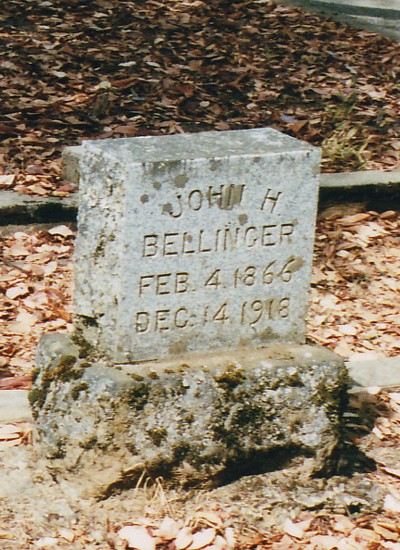 JOHN H
BELLINGER
FEB. 4. 1866
DEC. 14. 1918